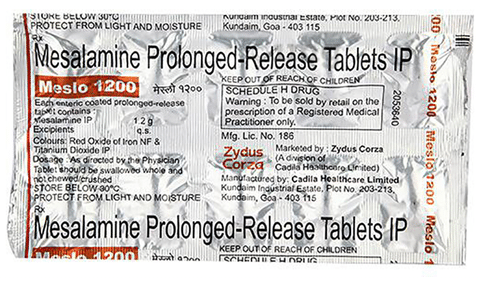 STORE BELOW 30°C
PROTECT FROM LIGHT AND MOISTURE
Kundaim Industrial Estate, Plot No. 203-213,
Kundaim, Goa - 403 115
Rx
Mesalamine Prolonged-Release Tablets IP
Meslo 1200 मेस्लो १२००
Each enteric coated prolonged-release
tablet contains :
Mesalamine IP 1.2 g
Excipients q.s.
Colours: Red Oxide of Iron NF &
Titanium Dioxide IP
Dosage : As directed by the Physician
Tablet should be swallowed whole and
not chewed/crushed
STORE BELOW 30°C
PROTECT FROM LIGHT AND MOISTURE
KEEP OUT OF REACH OF CHILDREN
SCHEDULE H DRUG
Warning : To be sold by retail on the
prescription of a Registered Medical
Practitioner only.
Mfg. Lic. No. 186
Zydus
Corza
Marketed by : Zydus Corza
(A division of
Cadila Healthcare Limited)
Manufactured by: Cadila Healthcare Limited
Kundaim Industrial Estate, Plot No. 203-213,
Kundaim, Goa - 403 115
2053640
Meslo 1200
Meslo 1200
Rx
Mesalamine Prolonged-Release Tablets IP
Meslo 1200 मेस्लो १२००
KEEP OUT OF REACH OF CHILDREN
SCHEDULE H DRUG